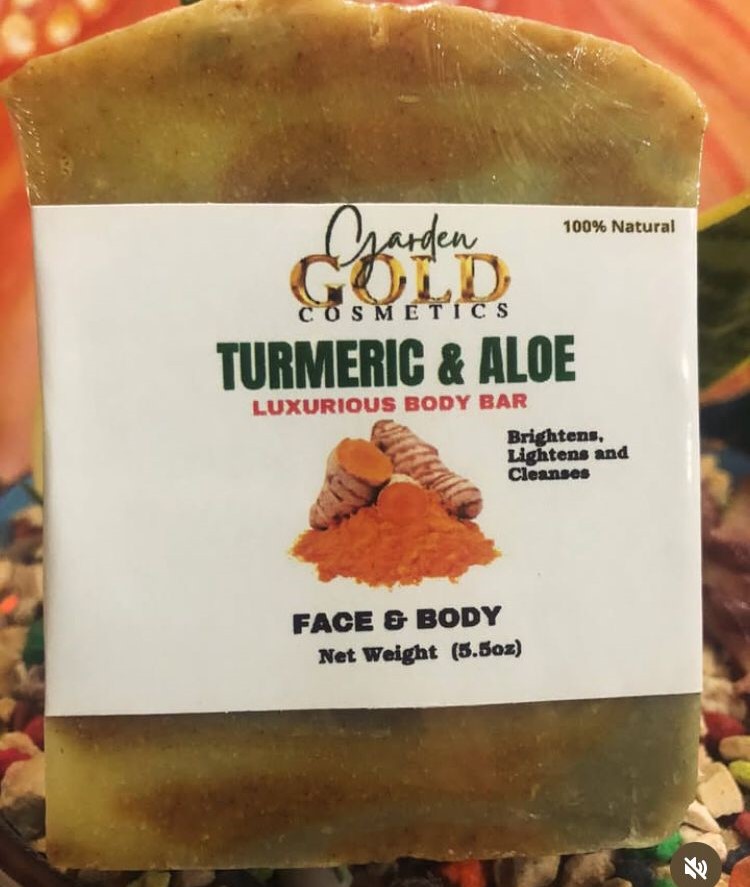 100% Natural
Garden
GOLD
COSMETICS
TURMERIC & ALOE
LUXURIOUS BODY BAR
Brightens,
Lightens and
Cleanses
FACE & BODY
Net Weight (5.5oz)